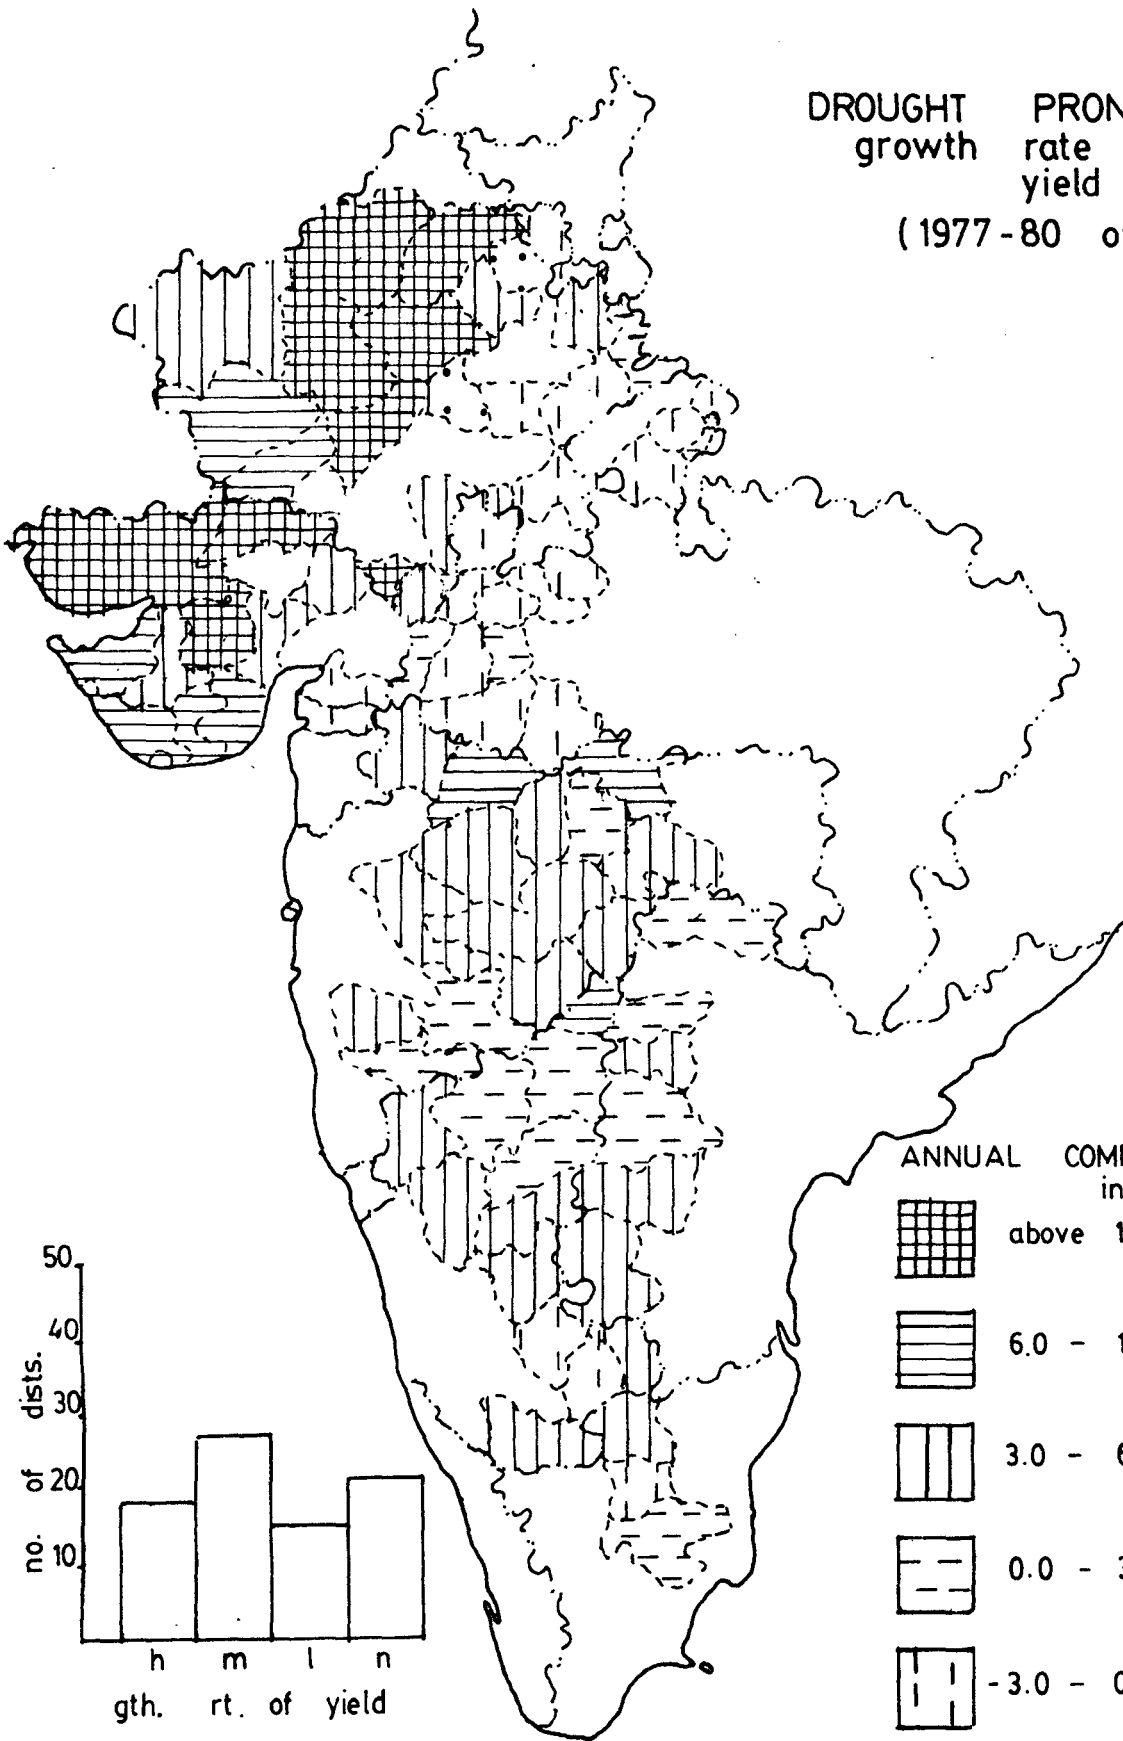 DROUGHT PRON
growth rate
yield
(1977-80 o
ANNUAL COM
in
above 1
6.0 - 1
3.0 - 6
0.0 - 3
-3.0 - 0
50
40
30
20
10
no. of dists.
h m l n
gth. rt. of yield